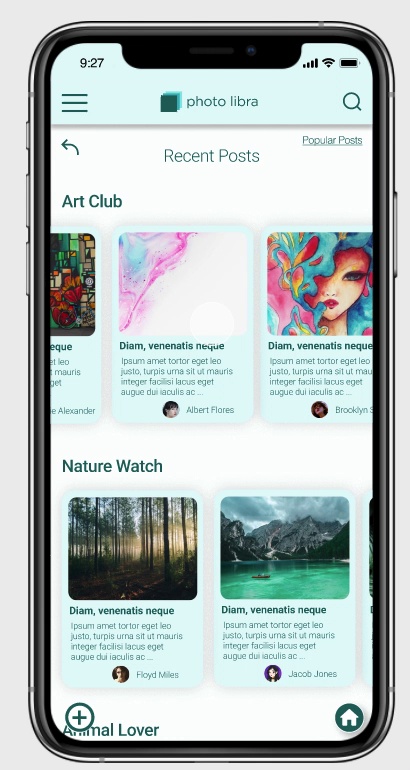 9:27
photo libra
Popular Posts
Recent Posts
Art Club
eque
et leo
it mauris
get
ie Alexander
Diam, venenatis neque
Ipsum amet tortor eget leo
justo, turpis urna sit ut mauris
integer facilisi lacus eget
augue dui iaculis ac ...
Albert Flores
Diam, venenatis neque
Ipsum amet tortor eget leo
justo, turpis urna sit ut mauris
integer facilisi lacus eget
augue dui iaculis ac ...
Brooklyn S
Nature Watch
Diam, venenatis neque
Ipsum amet tortor eget leo
justo, turpis urna sit ut mauris
integer facilisi lacus eget
augue dui iaculis ac ...
Floyd Miles
Diam, venenatis neque
Ipsum amet tortor eget leo
justo, turpis urna sit ut mauris
integer facilisi lacus eget
augue dui iaculis ac ...
Jacob Jones
Animal Lover